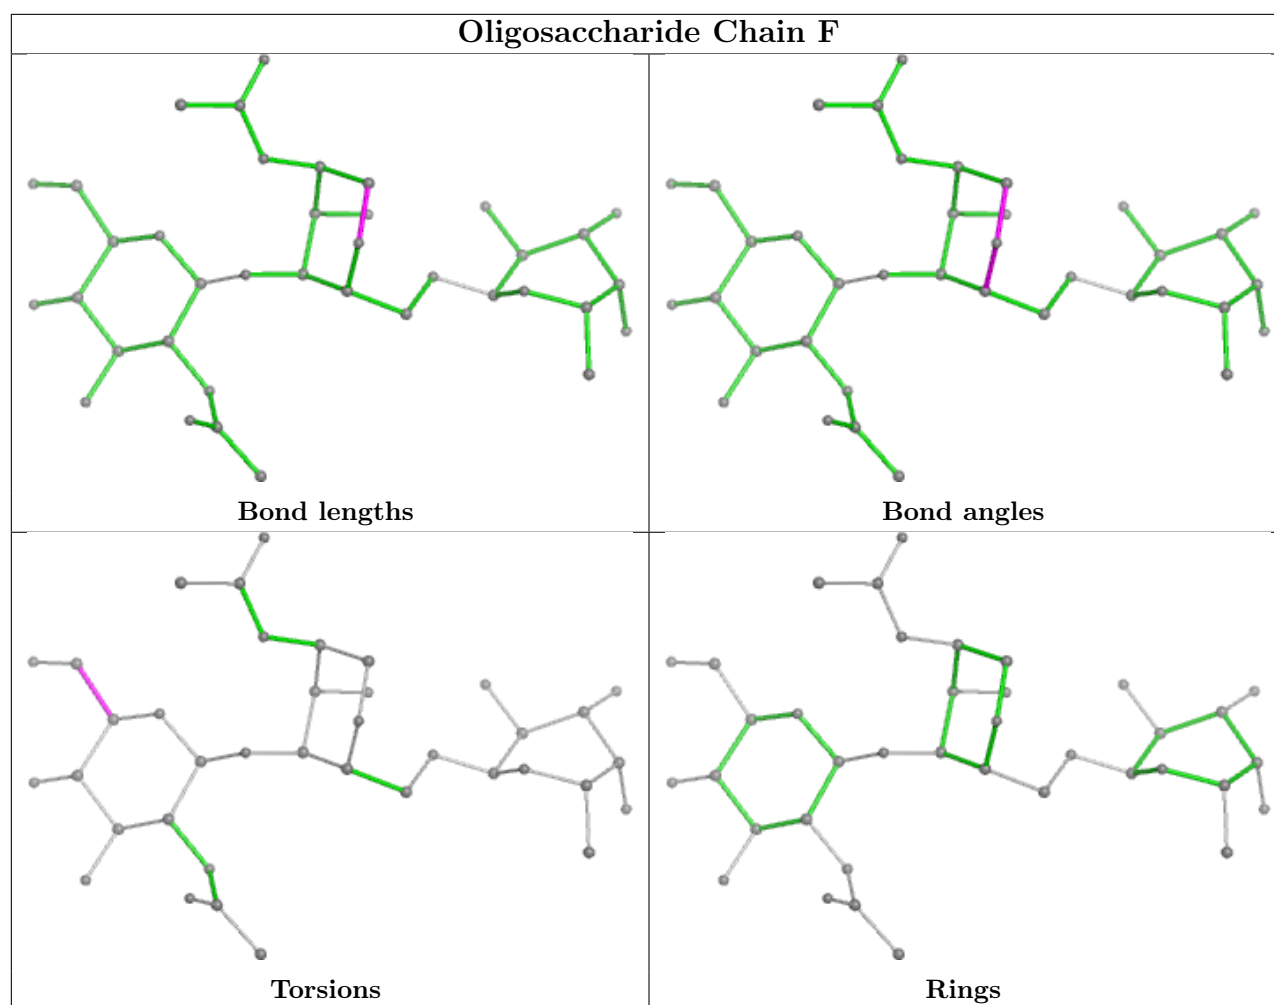 Oligosaccharide Chain F
Bond lengths
Bond angles
Torsions
Rings